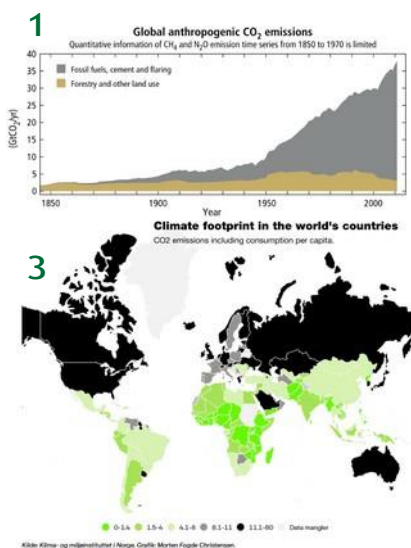 1
Global anthropogenic CO₂ emissions
Quantitative information of CH₄ and N₂O emission time series from 1850 to 1970 is limited
40
35
30
25
20
15
10
5
0
(GtCO₂/yr)
Fossil fuels, cement and flaring
Forestry and other land use
1850
1900
1950
2000
Year
3
Climate footprint in the world's countries
CO2 emissions including consumption per capita.
0-1.4
1.5-4
4.1-8
8.1-11
11.1-60
Data mangler
Kilde: Klima- og miljøinstituttet i Norge. Grafik: Morten Fogde Christensen.